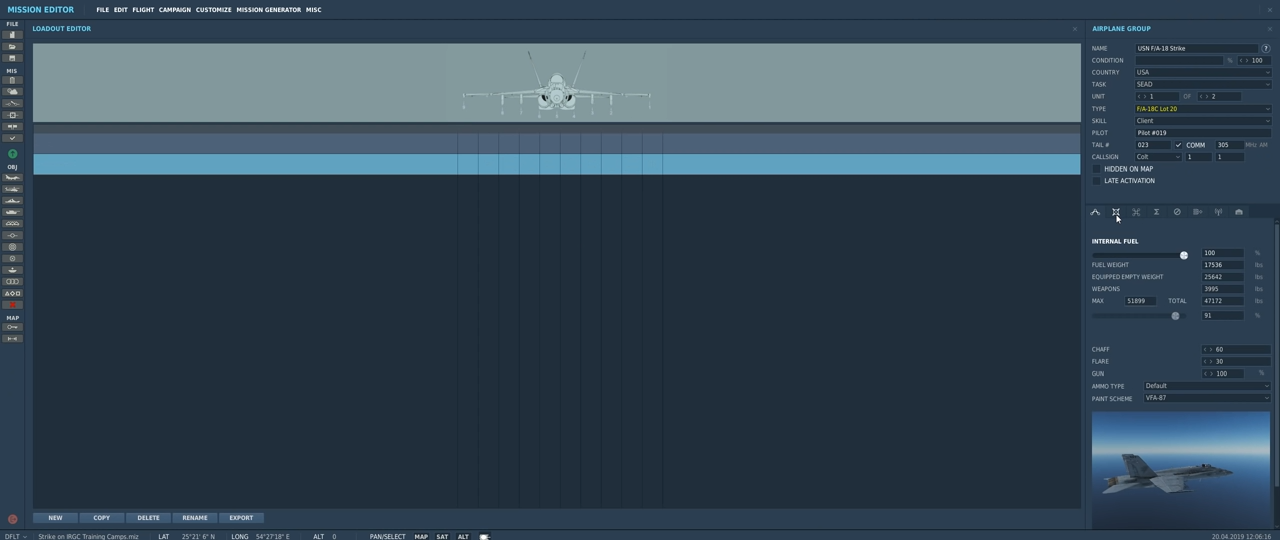 MISSION EDITOR
FILE EDIT FLIGHT CAMPAIGN CUSTOMIZE MISSION GENERATOR MISC
FILE
MIS
OBJ
MAP
LOADOUT EDITOR
NEW COPY DELETE RENAME EXPORT
AIRPLANE GROUP
NAME USN F/A-18 Strike ?
CONDITION % < > 100
COUNTRY USA
TASK SEAD
UNIT < > 1 OF < > 2
TYPE F/A-18C Lot 20
SKILL Client
PILOT Pilot #019
TAIL # 023 COMM 305 MHz AM
CALLSIGN Colt 1 1
HIDDEN ON MAP
LATE ACTIVATION
INTERNAL FUEL
100 %
FUEL WEIGHT 17536 lbs
EQUIPPED EMPTY WEIGHT 25642 lbs
WEAPONS 3995 lbs
MAX 51899 TOTAL 47172 lbs
91 %
CHAFF < > 60
FLARE < > 30
GUN < > 100 %
AMMO TYPE Default
PAINT SCHEME VFA-87
DFLT Strike on IRGC Training Camps.miz LAT 25°21' 6" N LONG 54°27'18" E ALT 0 PAN/SELECT MAP SAT ALT 20.04.2019 12:06:16